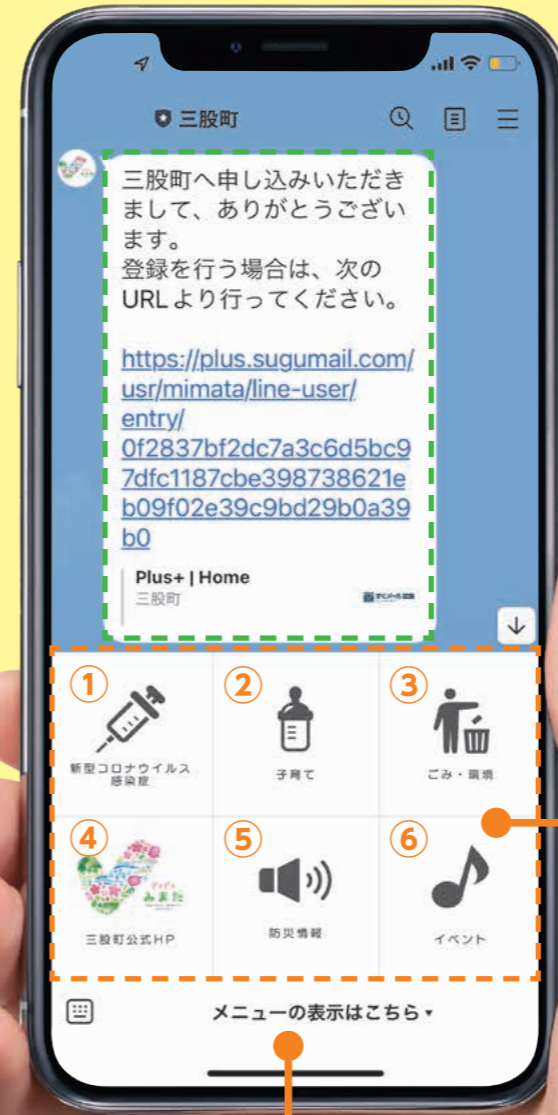 三股町
三股町へ申し込みいただき
まして、ありがとうござい
ます。
登録を行う場合は、次の
URLより行ってください。
https://plus.sugumail.com/
usr/mimata/line-user/
entry/
0f2837bf2dc7a3c6d5bc9
7dfc1187cbe398738621e
b09f02e39c9bd29b0a39
b0
Plus+ | Home
三股町
①
新型コロナウイルス
感染症
②
子育て
③
ごみ・環境
④
みまた
三股町公式HP
⑤
防災情報
⑥
イベント
メニューの表示はこちら▾